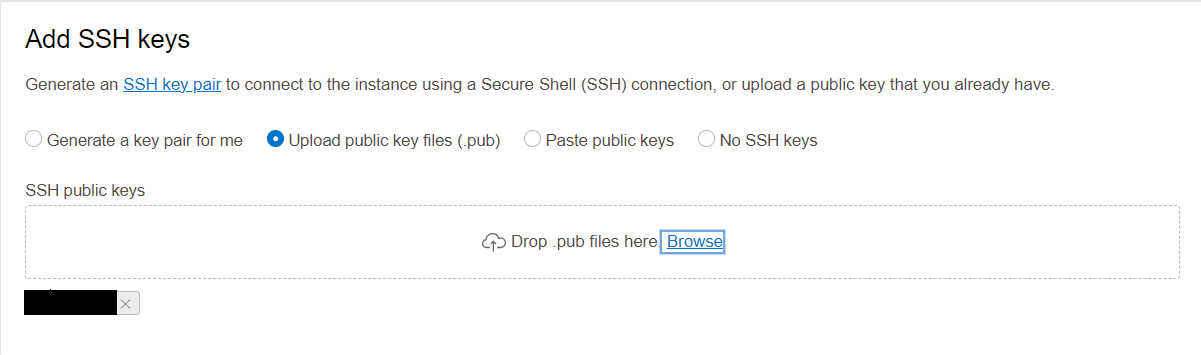 Add SSH keys
Generate an SSH key pair to connect to the instance using a Secure Shell (SSH) connection, or upload a public key that you already have.
Generate a key pair for me Upload public key files (.pub) Paste public keys No SSH keys
SSH public keys
Drop .pub files here. Browse